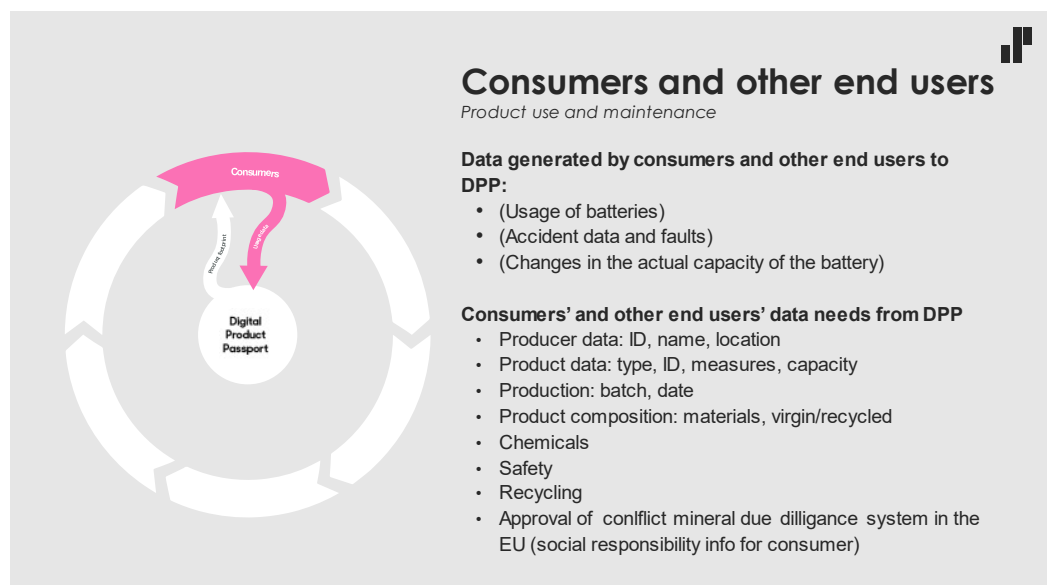 Consumers and other end users
Product use and maintenance
Consumers
Product footprint
Usage history
Digital
Product
Passport
Data generated by consumers and other end users to
DPP:
• (Usage of batteries)
• (Accident data and faults)
• (Changes in the actual capacity of the battery)
Consumers’ and other end users’ data needs from DPP
• Producer data: ID, name, location
• Product data: type, ID, measures, capacity
• Production: batch, date
• Product composition: materials, virgin/recycled
• Chemicals
• Safety
• Recycling
• Approval of conlflict mineral due dilligance system in the
EU (social responsibility info for consumer)